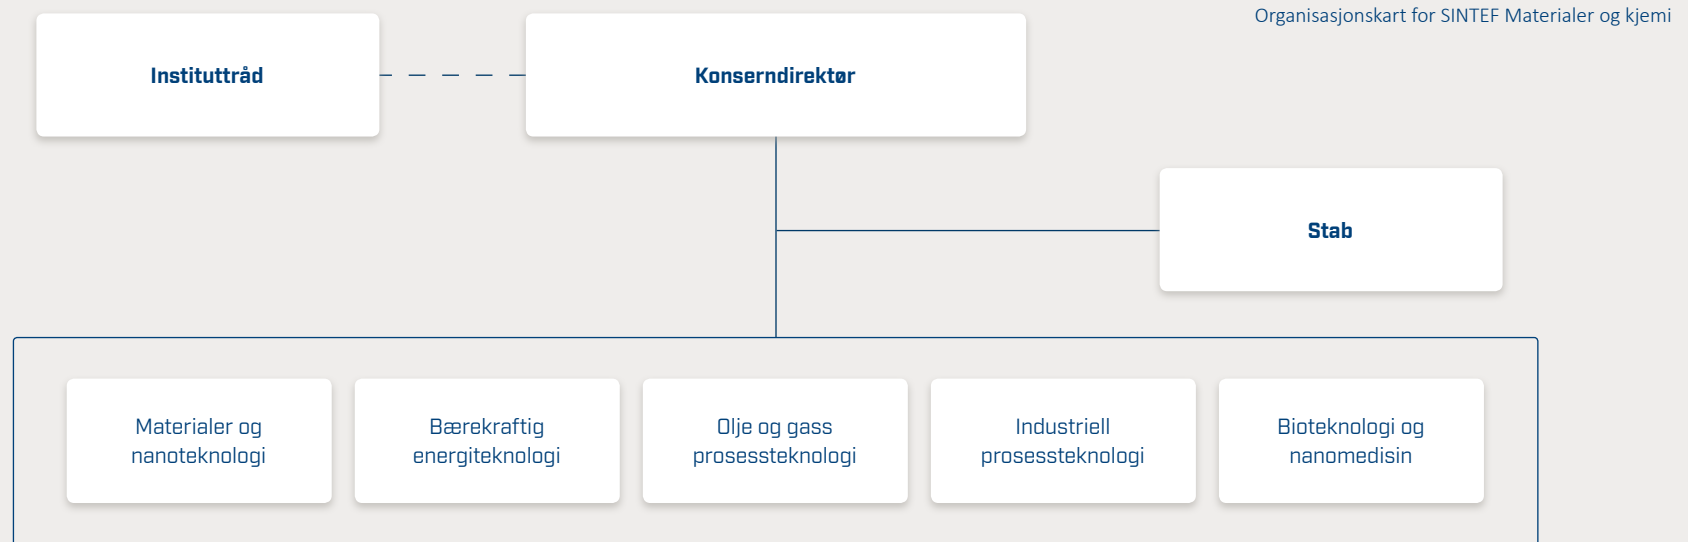 Organisasjonskart for SINTEF Materialer og kjemi
Instituttråd
Konserndirektør
Stab
Materialer og
nanoteknologi
Bærekraftig
energiteknologi
Olje og gass
prosessteknologi
Industriell
prosessteknologi
Bioteknologi og
nanomedisin